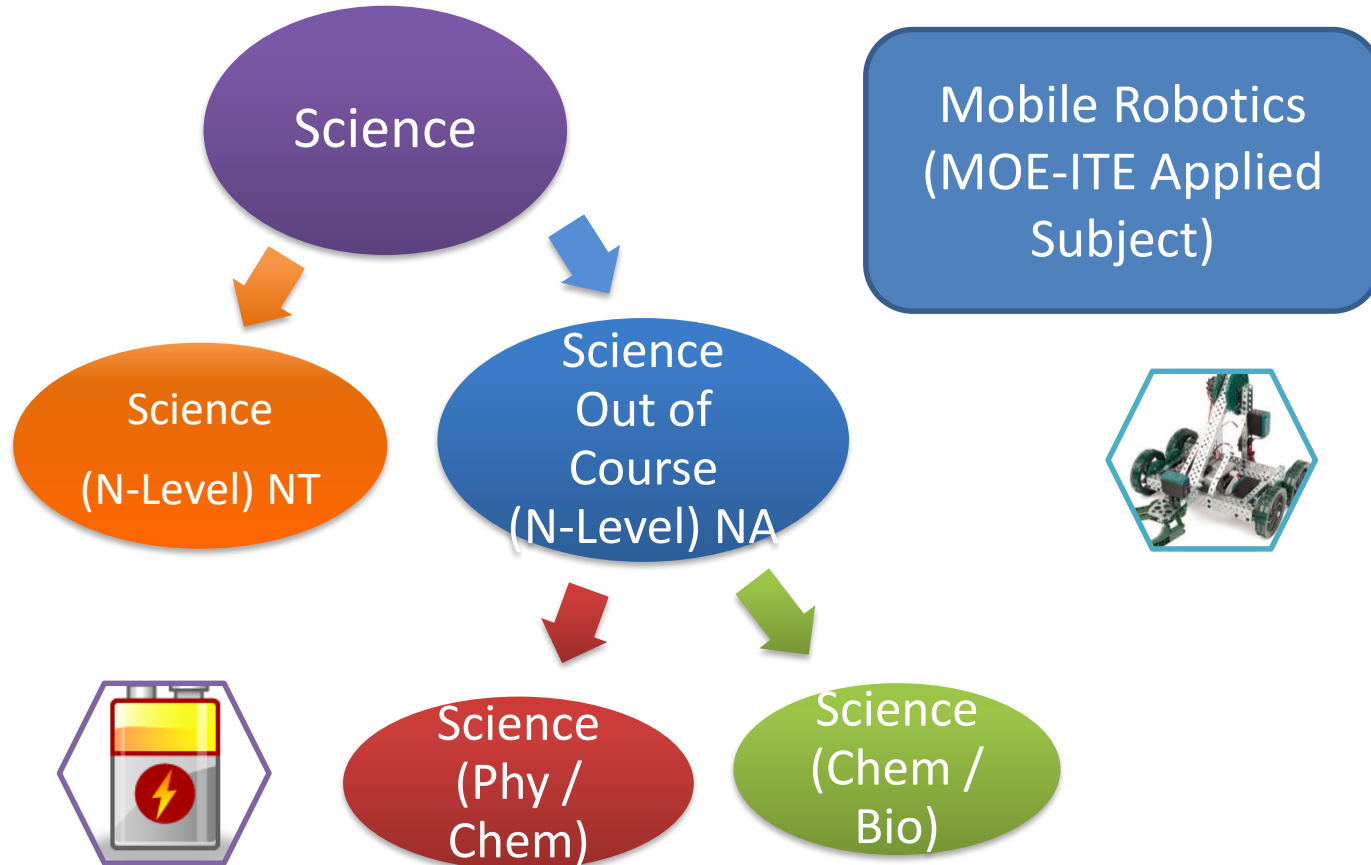 Science
Mobile Robotics
(MOE-ITE Applied
Subject)
Science
(N-Level) NT
Science
Out of
Course
(N-Level) NA
Science
(Phy /
Chem)
Science
(Chem /
Bio)